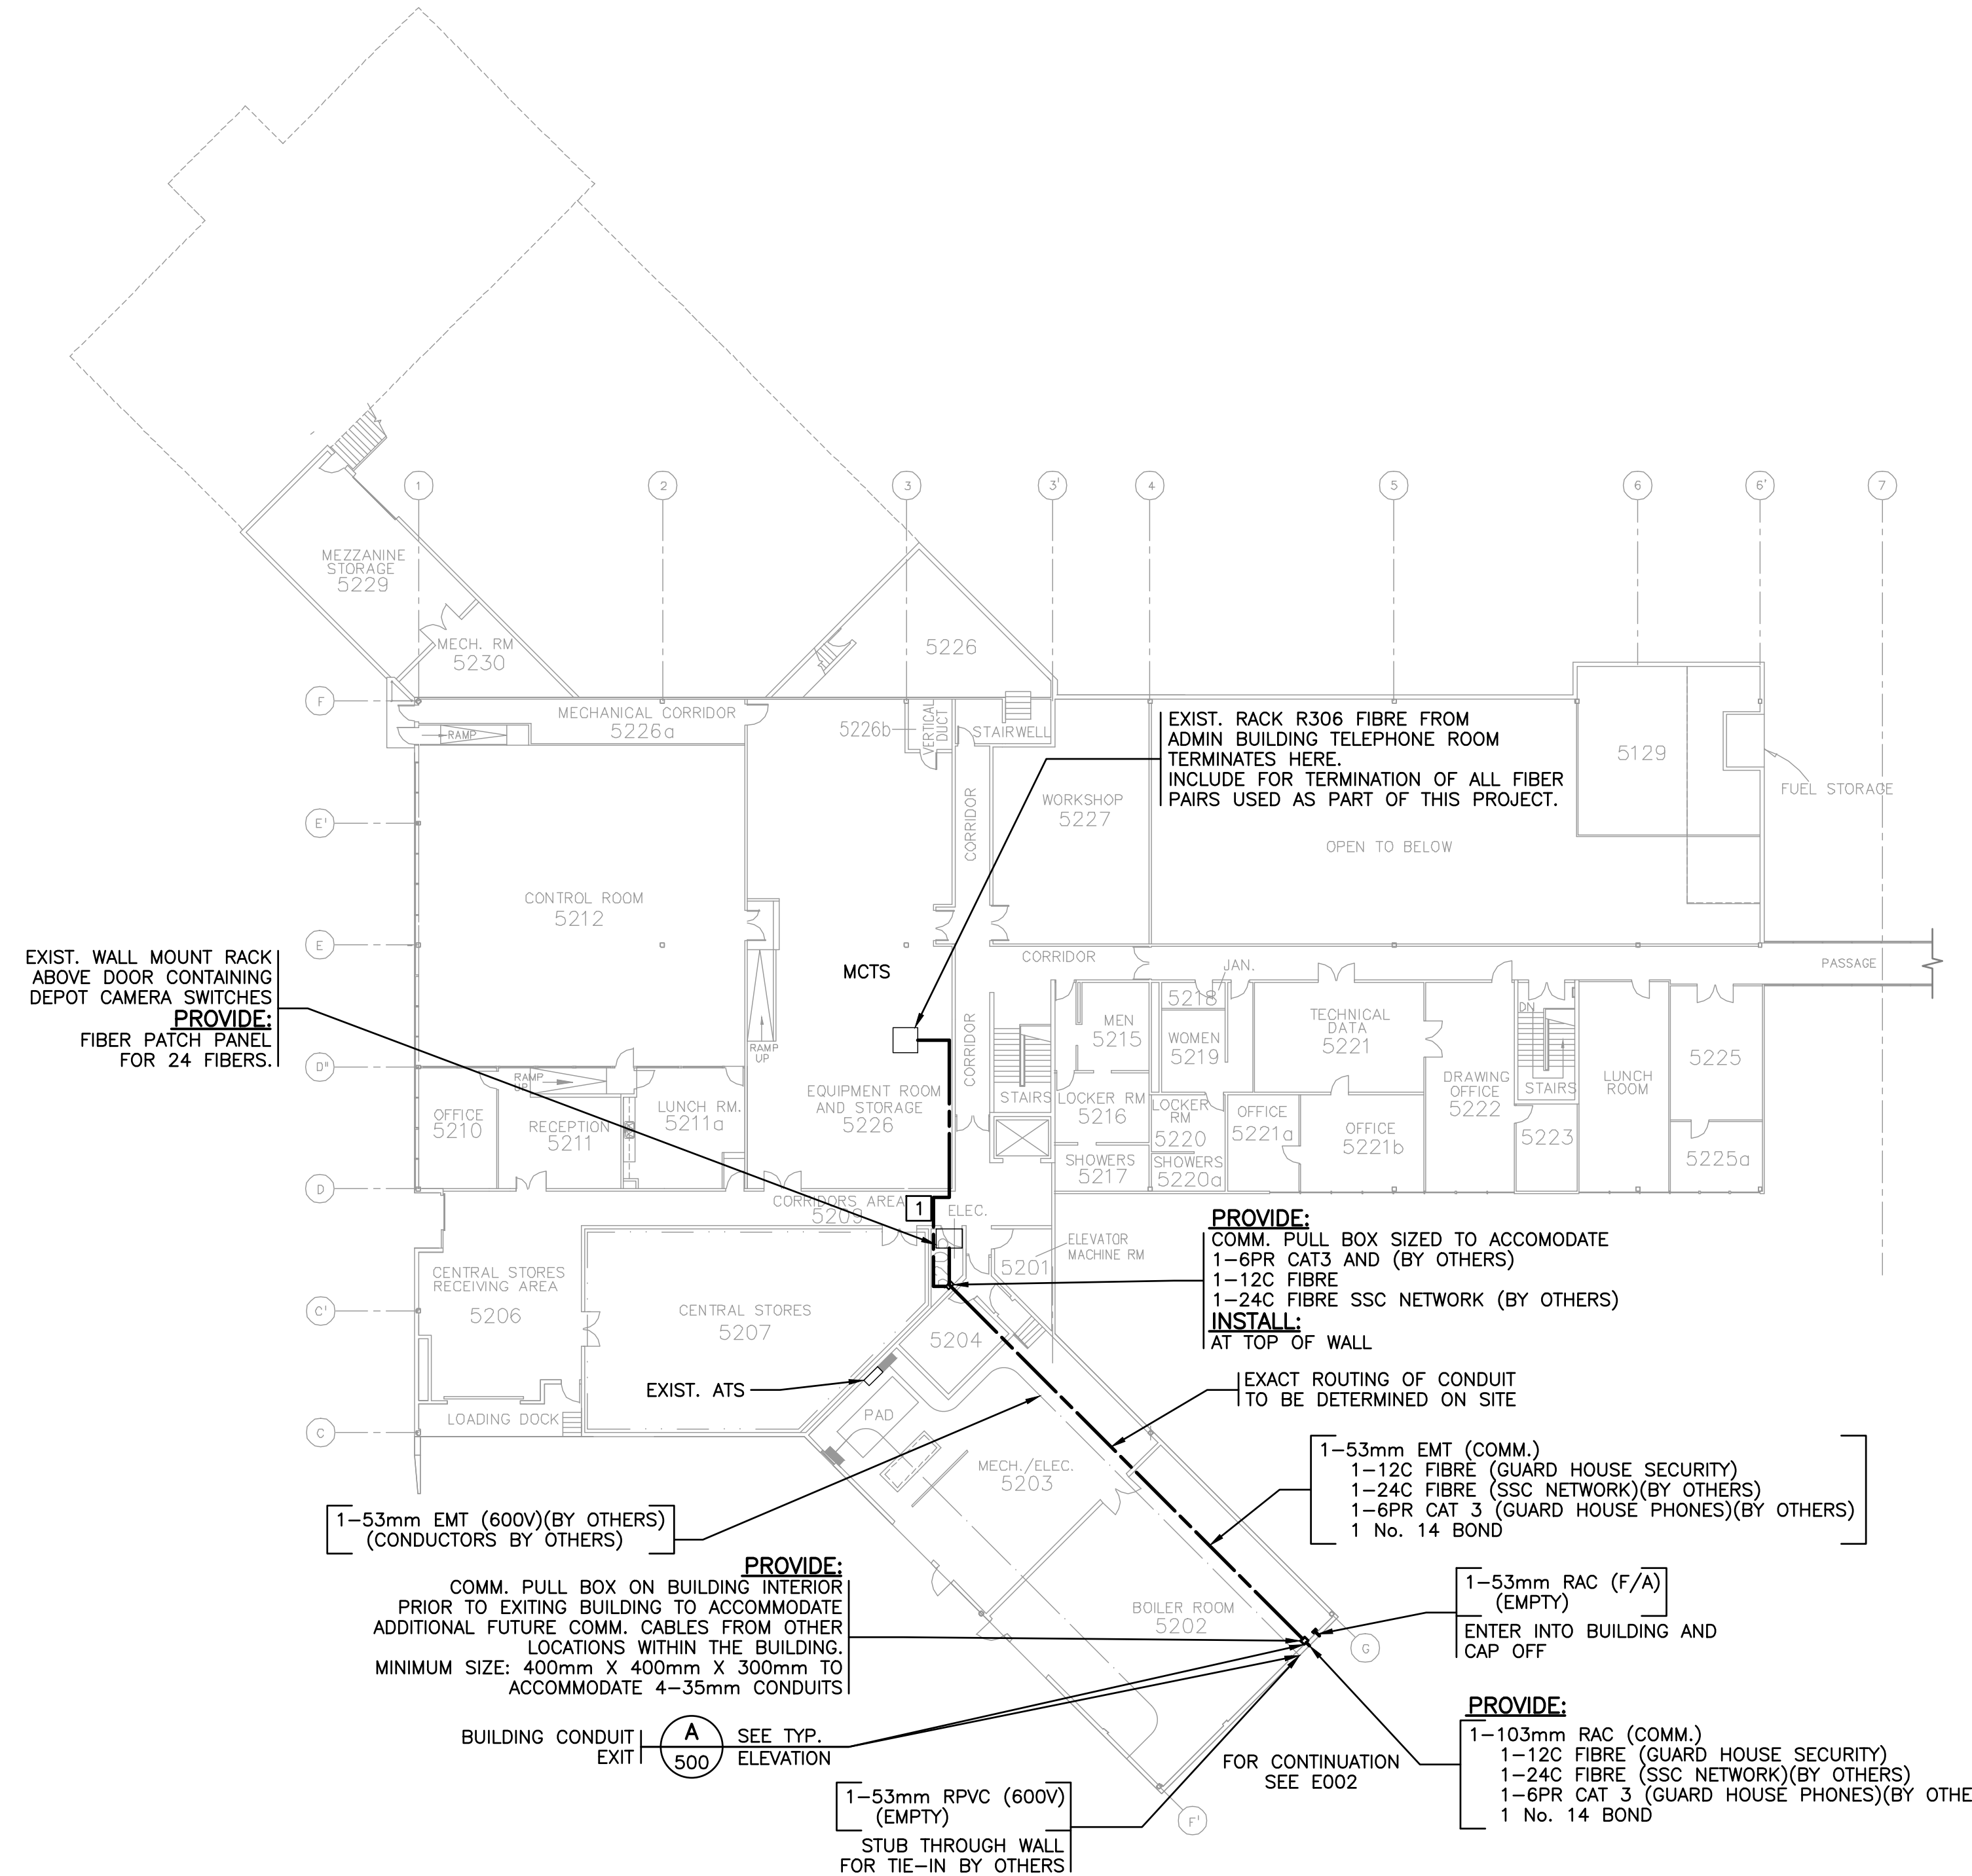 1
2
3
3'
4
5
6
6'
7
MEZZANINE
STORAGE
5229
MECH. RM
5230
5226
F
MECHANICAL CORRIDOR
5226a
RAMP
5226b
VERTICAL
DUCT
STAIRWELL
EXIST. RACK R306 FIBRE FROM
ADMIN BUILDING TELEPHONE ROOM
TERMINATES HERE.
INCLUDE FOR TERMINATION OF ALL FIBER
PAIRS USED AS PART OF THIS PROJECT.
5129
FUEL STORAGE
E'
CORRIDOR
WORKSHOP
5227
OPEN TO BELOW
CONTROL ROOM
5212
E
EXIST. WALL MOUNT RACK
ABOVE DOOR CONTAINING
DEPOT CAMERA SWITCHES
PROVIDE:
FIBER PATCH PANEL
FOR 24 FIBERS.
MCTS
CORRIDOR
PASSAGE
JAN.
5218
MEN
5215
WOMEN
5219
TECHNICAL
DATA
5221
DN
5225
CORRIDOR
RAMP
UP
D"
RAMP
UP
OFFICE
5210
RECEPTION
5211
LUNCH RM.
5211a
EQUIPMENT ROOM
AND STORAGE
5226
STAIRS
LOCKER RM
5216
LOCKER
RM
5220
OFFICE
5221a
OFFICE
5221b
DRAWING
OFFICE
5222
STAIRS
5223
LUNCH
ROOM
5225a
SHOWERS
5217
SHOWERS
5220a
D
CORRIDORS AREA
5209
1
ELEC.
ELEVATOR
MACHINE RM
5201
PROVIDE:
COMM. PULL BOX SIZED TO ACCOMODATE
1-6PR CAT3 AND (BY OTHERS)
1-12C FIBRE
1-24C FIBRE SSC NETWORK (BY OTHERS)
INSTALL:
AT TOP OF WALL
CENTRAL STORES
RECEIVING AREA
5206
C'
CENTRAL STORES
5207
5204
EXIST. ATS
EXACT ROUTING OF CONDUIT
TO BE DETERMINED ON SITE
LOADING DOCK
C
PAD
MECH./ELEC.
5203
1-53mm EMT (COMM.)
1-12C FIBRE (GUARD HOUSE SECURITY)
1-24C FIBRE (SSC NETWORK)(BY OTHERS)
1-6PR CAT 3 (GUARD HOUSE PHONES)(BY OTHERS)
1 No. 14 BOND
1-53mm EMT (600V)(BY OTHERS)
(CONDUCTORS BY OTHERS)
PROVIDE:
COMM. PULL BOX ON BUILDING INTERIOR
PRIOR TO EXITING BUILDING TO ACCOMMODATE
ADDITIONAL FUTURE COMM. CABLES FROM OTHER
LOCATIONS WITHIN THE BUILDING.
MINIMUM SIZE: 400mm X 400mm X 300mm TO
ACCOMMODATE 4-35mm CONDUITS
BOILER ROOM
5202
1-53mm RAC (F/A)
(EMPTY)
ENTER INTO BUILDING AND
CAP OFF
G
BUILDING CONDUIT
EXIT
A
500
SEE TYP.
ELEVATION
FOR CONTINUATION
SEE E002
PROVIDE:
1-103mm RAC (COMM.)
1-12C FIBRE (GUARD HOUSE SECURITY)
1-24C FIBRE (SSC NETWORK)(BY OTHERS)
1-6PR CAT 3 (GUARD HOUSE PHONES)(BY OTHE
1 No. 14 BOND
1-53mm RPVC (600V)
(EMPTY)
STUB THROUGH WALL
FOR TIE-IN BY OTHERS
F'